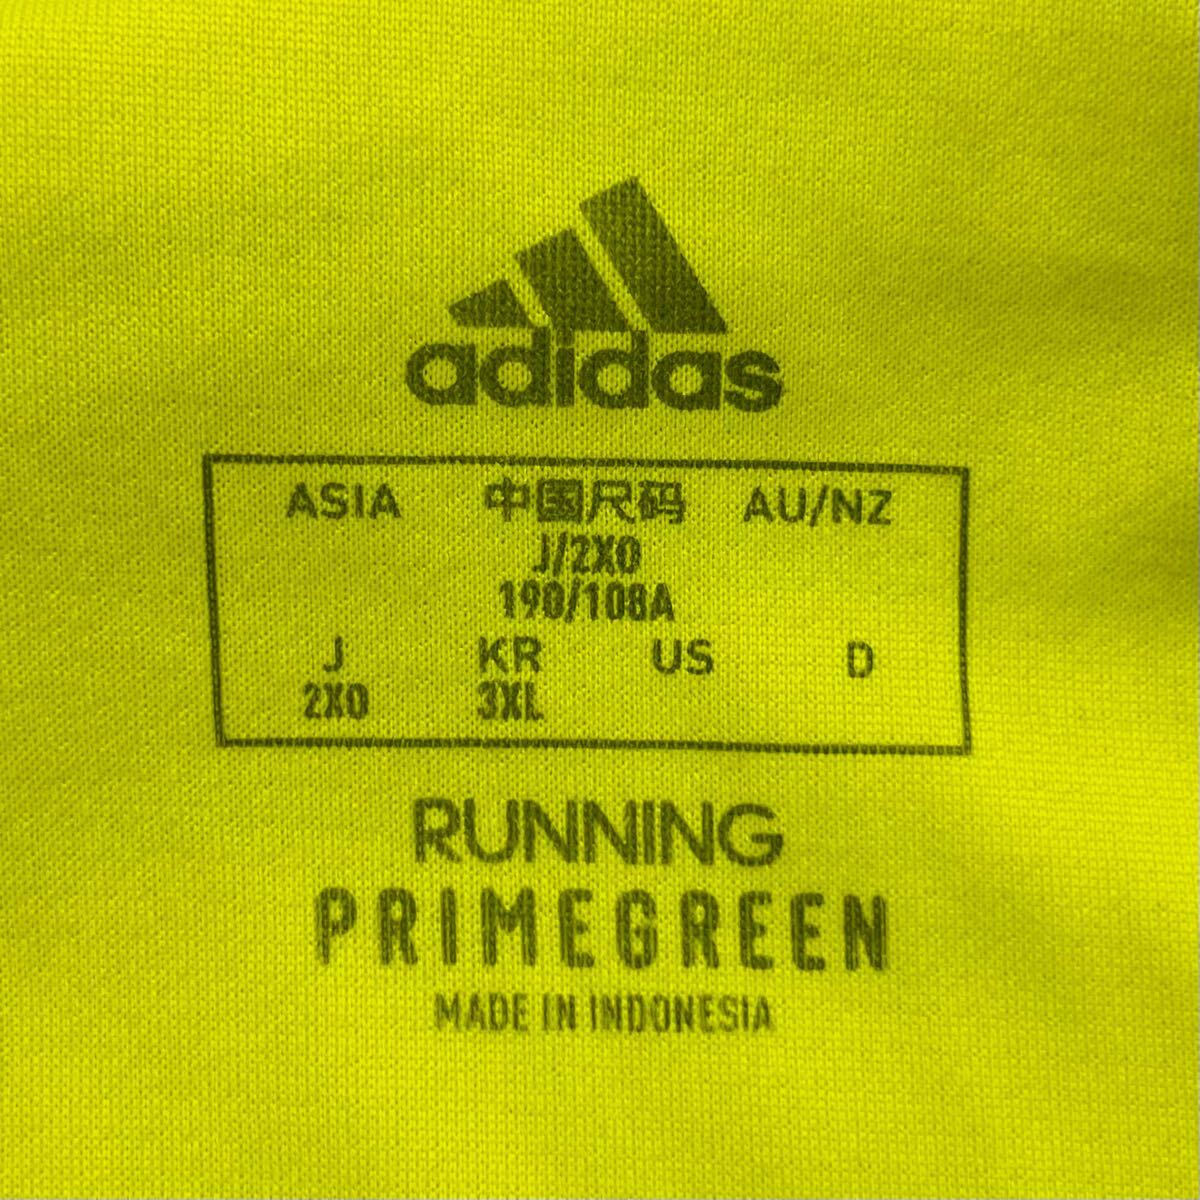 adidas
ASIA 中国尺码 AU/NZ
J/2XO
190/108A
J KR US D
2XO 3XL
RUNNING
PRIMEGREEN
MADE IN INDONESIA